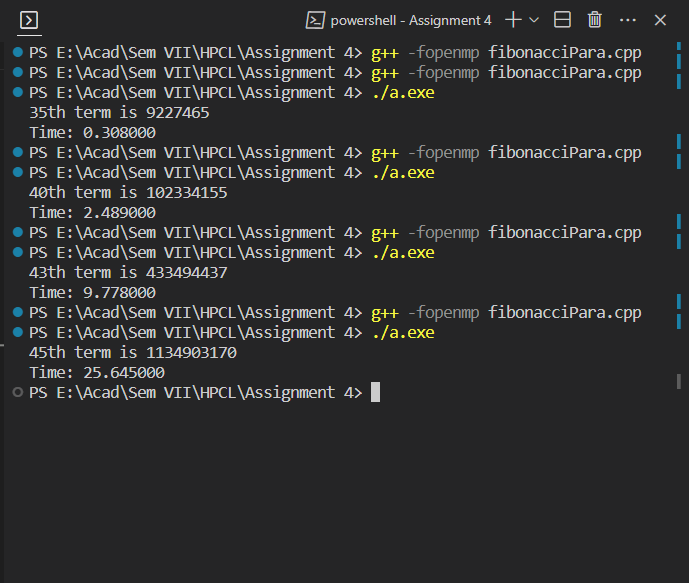 powershell - Assignment 4
PS E:\Acad\Sem VII\HPCL\Assignment 4> g++ -fopenmp fibonacciPara.cpp
PS E:\Acad\Sem VII\HPCL\Assignment 4> g++ -fopenmp fibonacciPara.cpp
PS E:\Acad\Sem VII\HPCL\Assignment 4> ./a.exe
35th term is 9227465
Time: 0.308000
PS E:\Acad\Sem VII\HPCL\Assignment 4> g++ -fopenmp fibonacciPara.cpp
PS E:\Acad\Sem VII\HPCL\Assignment 4> ./a.exe
40th term is 102334155
Time: 2.489000
PS E:\Acad\Sem VII\HPCL\Assignment 4> g++ -fopenmp fibonacciPara.cpp
PS E:\Acad\Sem VII\HPCL\Assignment 4> ./a.exe
43th term is 433494437
Time: 9.778000
PS E:\Acad\Sem VII\HPCL\Assignment 4> g++ -fopenmp fibonacciPara.cpp
PS E:\Acad\Sem VII\HPCL\Assignment 4> ./a.exe
45th term is 1134903170
Time: 25.645000
PS E:\Acad\Sem VII\HPCL\Assignment 4>